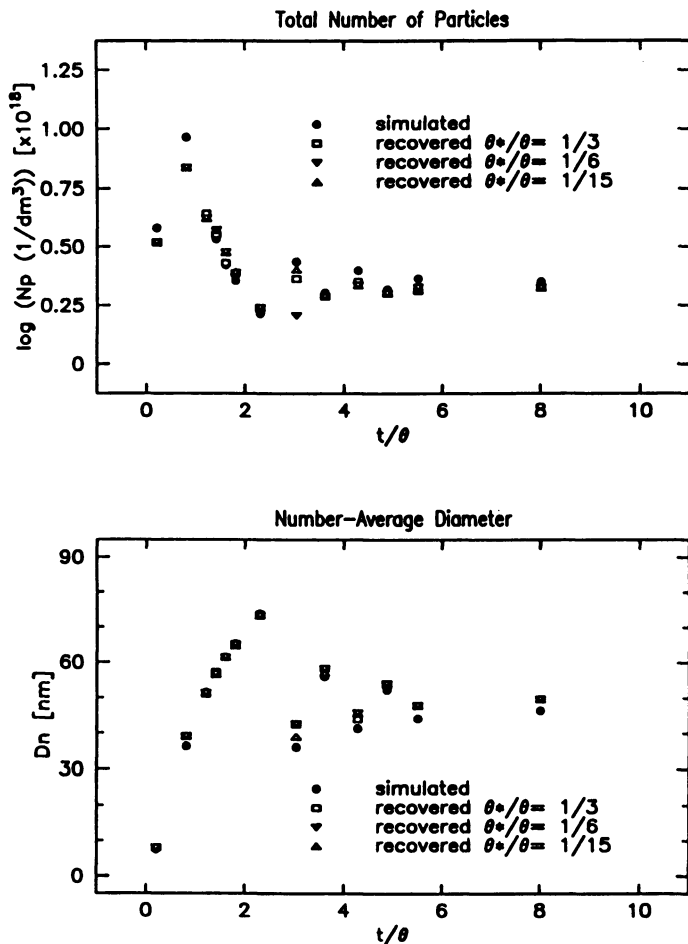 Total Number of Particles
log (Np (1/dm³)) [x10¹⁸]
1.25
1.00
0.75
0.50
0.25
0
simulated
recovered θ*/θ= 1/3
recovered θ*/θ= 1/6
recovered θ*/θ= 1/15
0 2 4 6 8 10
t/θ
Number-Average Diameter
Dn [nm]
90
60
30
0
simulated
recovered θ*/θ= 1/3
recovered θ*/θ= 1/6
recovered θ*/θ= 1/15
0 2 4 6 8 10
t/θ